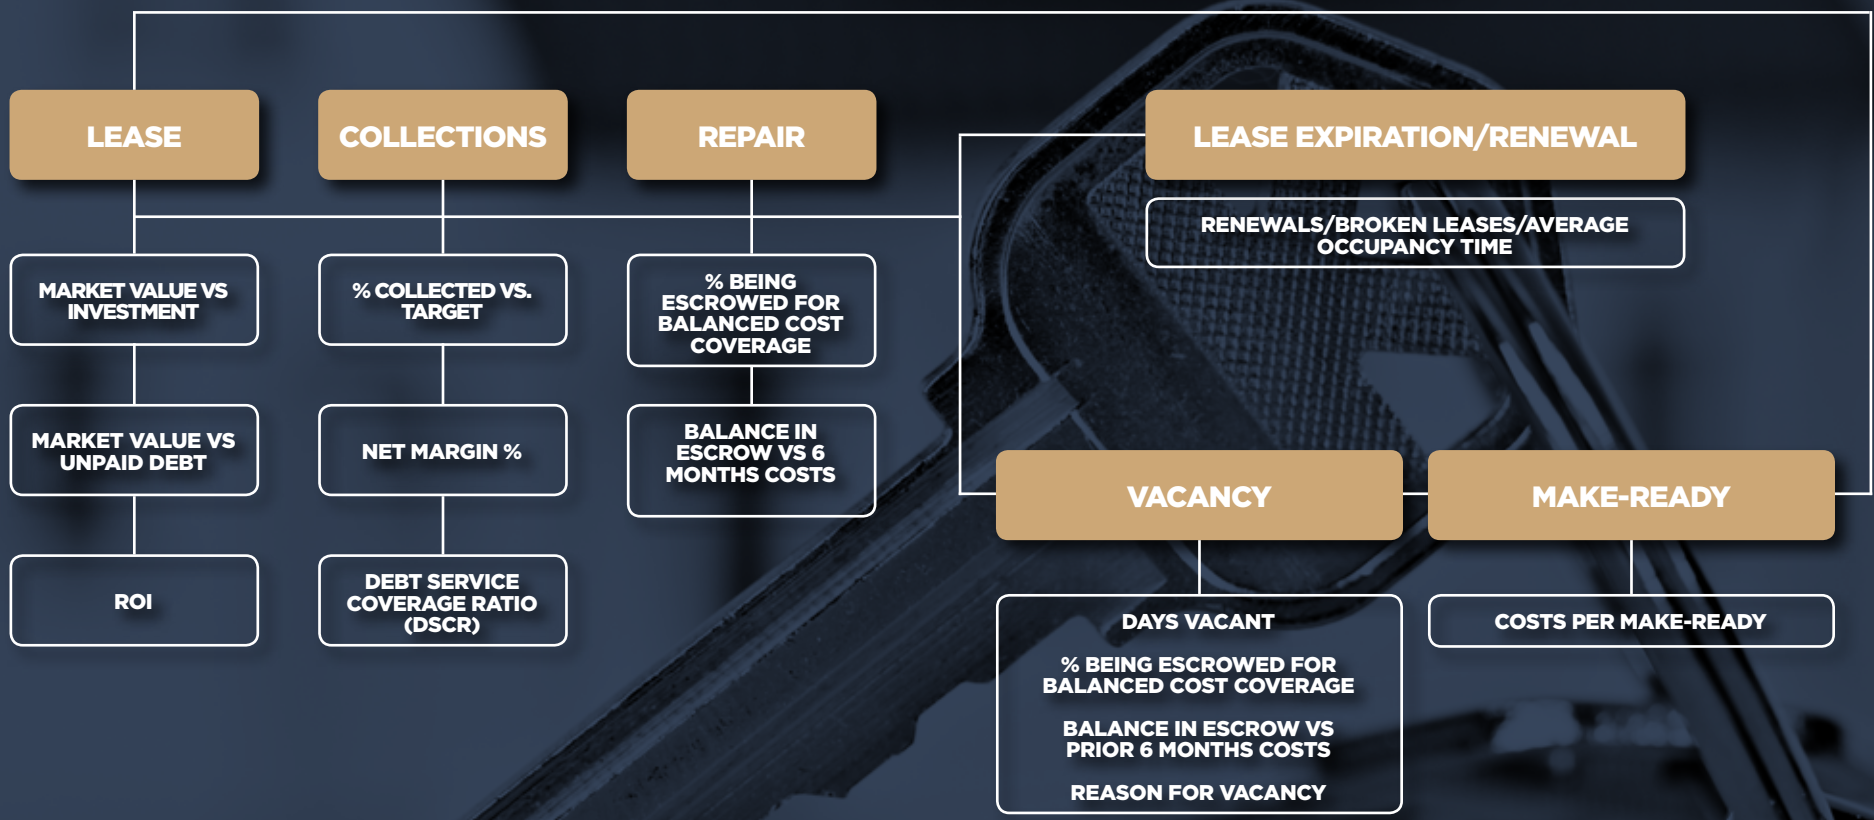 LEASE
COLLECTIONS
REPAIR
LEASE EXPIRATION/RENEWAL
RENEWALS/BROKEN LEASES/AVERAGE
OCCUPANCY TIME
MARKET VALUE VS
INVESTMENT
% COLLECTED VS.
TARGET
% BEING
ESCROWED FOR
BALANCED COST
COVERAGE
MARKET VALUE VS
UNPAID DEBT
NET MARGIN %
BALANCE IN
ESCROW VS 6
MONTHS COSTS
VACANCY
MAKE-READY
ROI
DEBT SERVICE
COVERAGE RATIO
(DSCR)
DAYS VACANT
% BEING ESCROWED FOR
BALANCED COST COVERAGE
BALANCE IN ESCROW VS
PRIOR 6 MONTHS COSTS
REASON FOR VACANCY
COSTS PER MAKE-READY